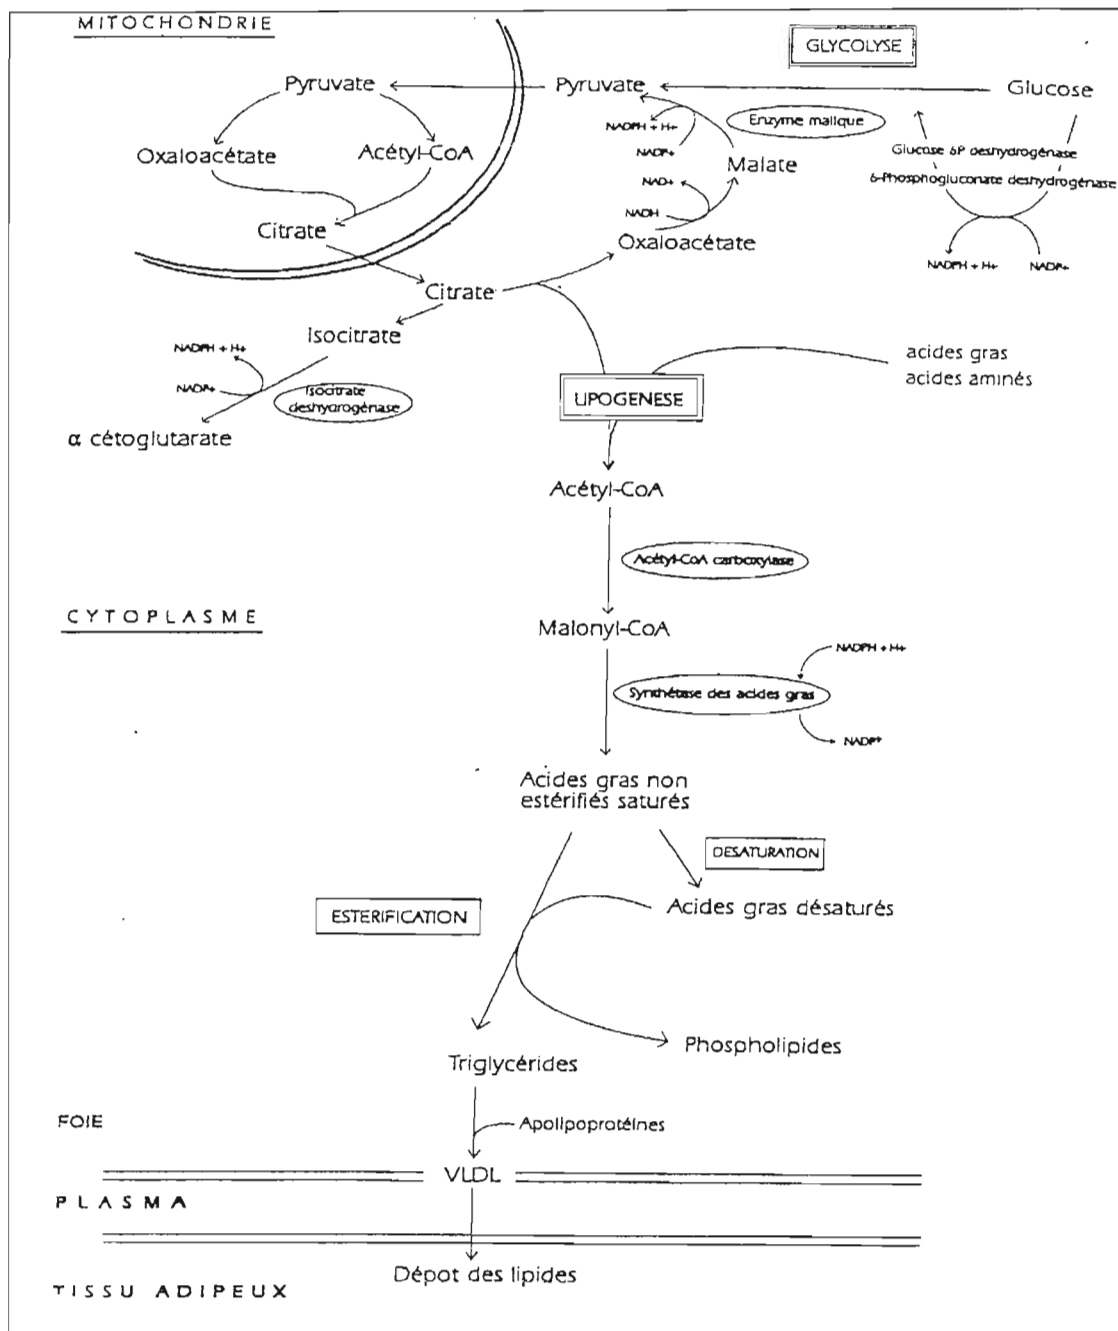 MITOCHONDRIE
GLYCOLYSE
Pyruvate
Pyruvate
Glucose
Enzyme malique
NADPH + H+
NADP+
Malate
Glucose 6P deshydrogénase
6-Phosphogluconate deshydrogénase
Oxaloacétate
Acétyl-CoA
NAD+
NADH
Oxaloacétate
NADPH + H+
NADP+
Citrate
Citrate
Isocitrate
NADPH + H+
NADP+
Isocitrate
deshydrogénase
α cétoglutarate
acides gras
acides aminés
LIPOGENESE
Acétyl-CoA
Acétyl-CoA carboxylase
CYTOPLASME
Malonyl-CoA
NADPH + H+
Synthétase des acides gras
NADP+
Acides gras non
estérifiés saturés
DESATURATION
ESTERIFICATION
Acides gras désaturés
Triglycérides
Phospholipides
FOIE
Apolipoprotéines
VLDL
PLASMA
Dépot des lipides
TISSU ADIPEUX